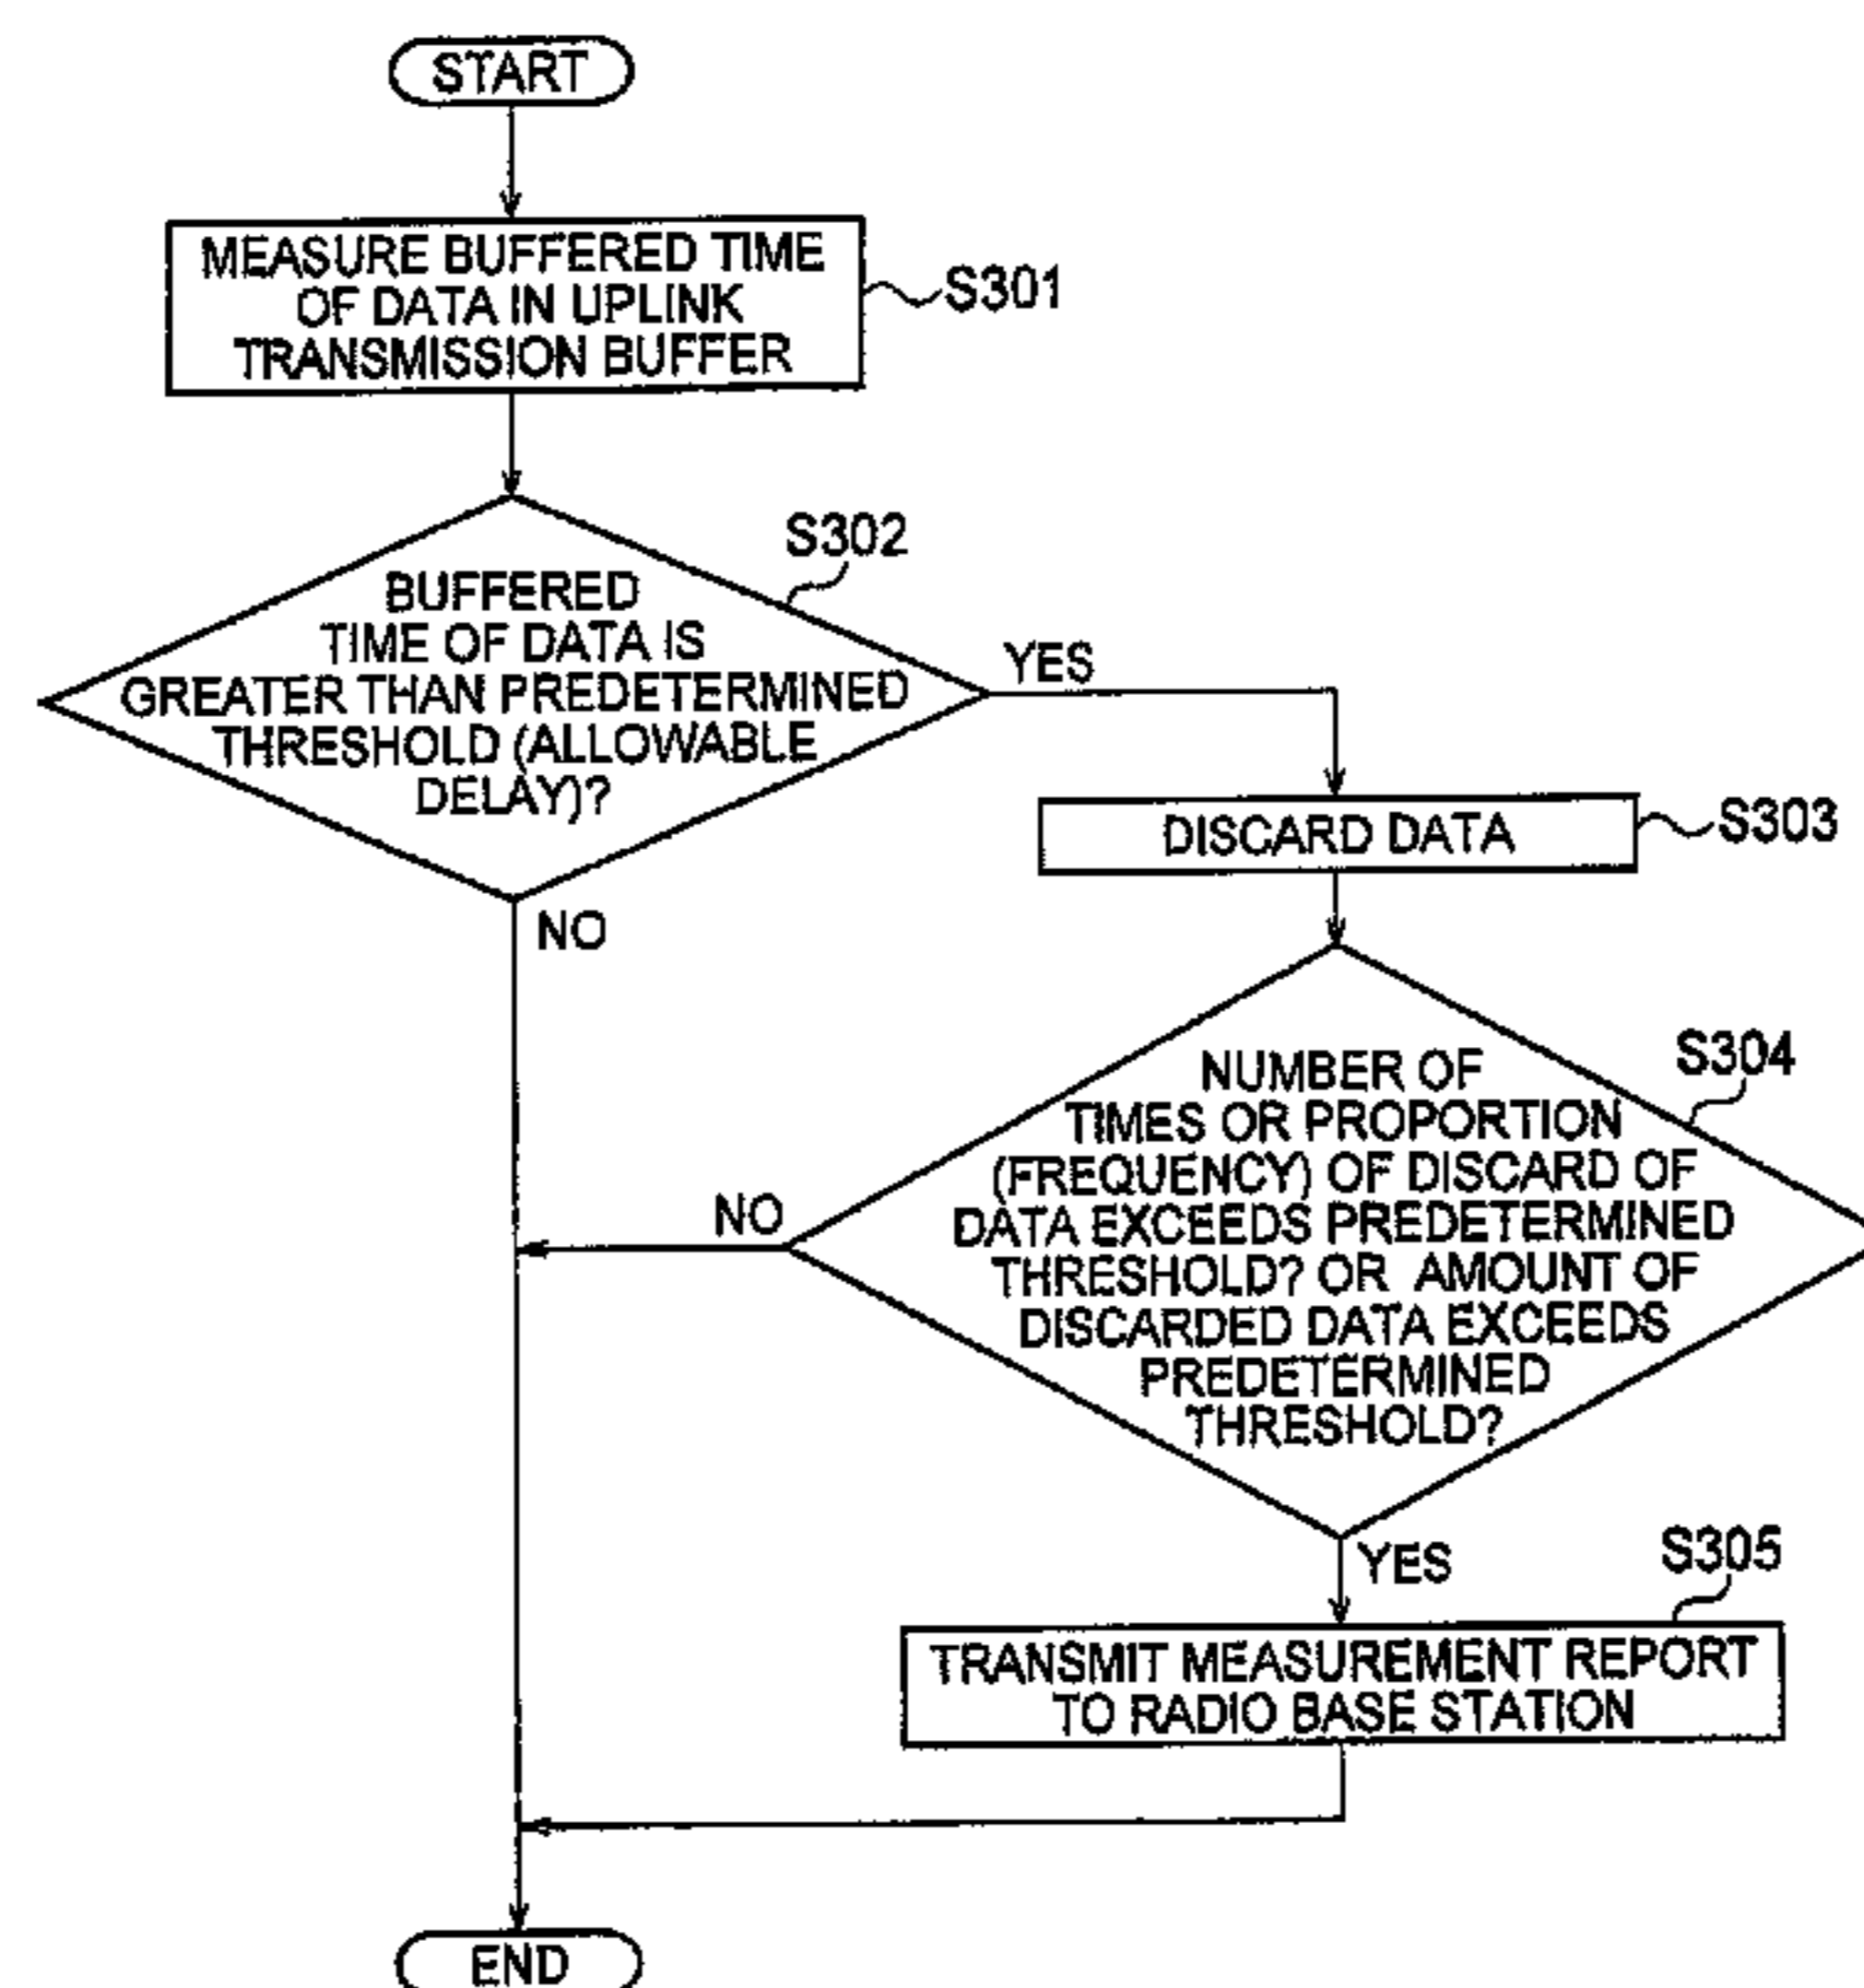 START
MEASURE BUFFERED TIME
OF DATA IN UPLINK
TRANSMISSION BUFFER
S301
S302
BUFFERED
TIME OF DATA IS
GREATER THAN PREDETERMINED
THRESHOLD (ALLOWABLE
DELAY)?
YES
NO
DISCARD DATA
S303
S304
NUMBER OF
TIMES OR PROPORTION
(FREQUENCY) OF DISCARD OF
DATA EXCEEDS PREDETERMINED
THRESHOLD? OR AMOUNT OF
DISCARDED DATA EXCEEDS
PREDETERMINED
THRESHOLD?
NO
YES
S305
TRANSMIT MEASUREMENT REPORT
TO RADIO BASE STATION
END